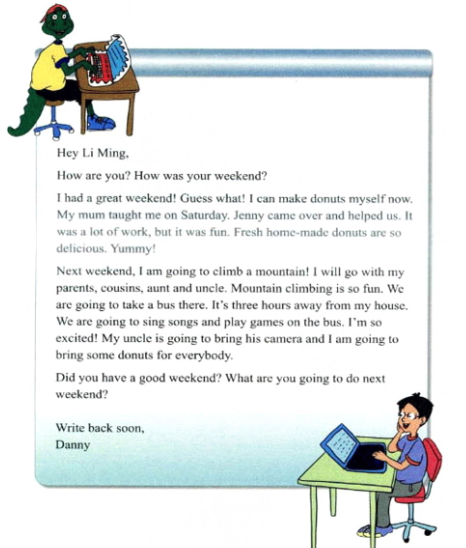 Hey Li Ming,
How are you? How was your weekend?
I had a great weekend! Guess what! I can make donuts myself now.
My mum taught me on Saturday. Jenny came over and helped us. It
was a lot of work, but it was fun. Fresh home-made donuts are so
delicious. Yummy!
Next weekend, I am going to climb a mountain! I will go with my
parents, cousins, aunt and uncle. Mountain climbing is so fun. We
are going to take a bus there. It's three hours away from my house.
We are going to sing songs and play games on the bus. I'm so
excited! My uncle is going to bring his camera and I am going to
bring some donuts for everybody.
Did you have a good weekend? What are you going to do next
weekend?
Write back soon,
Danny